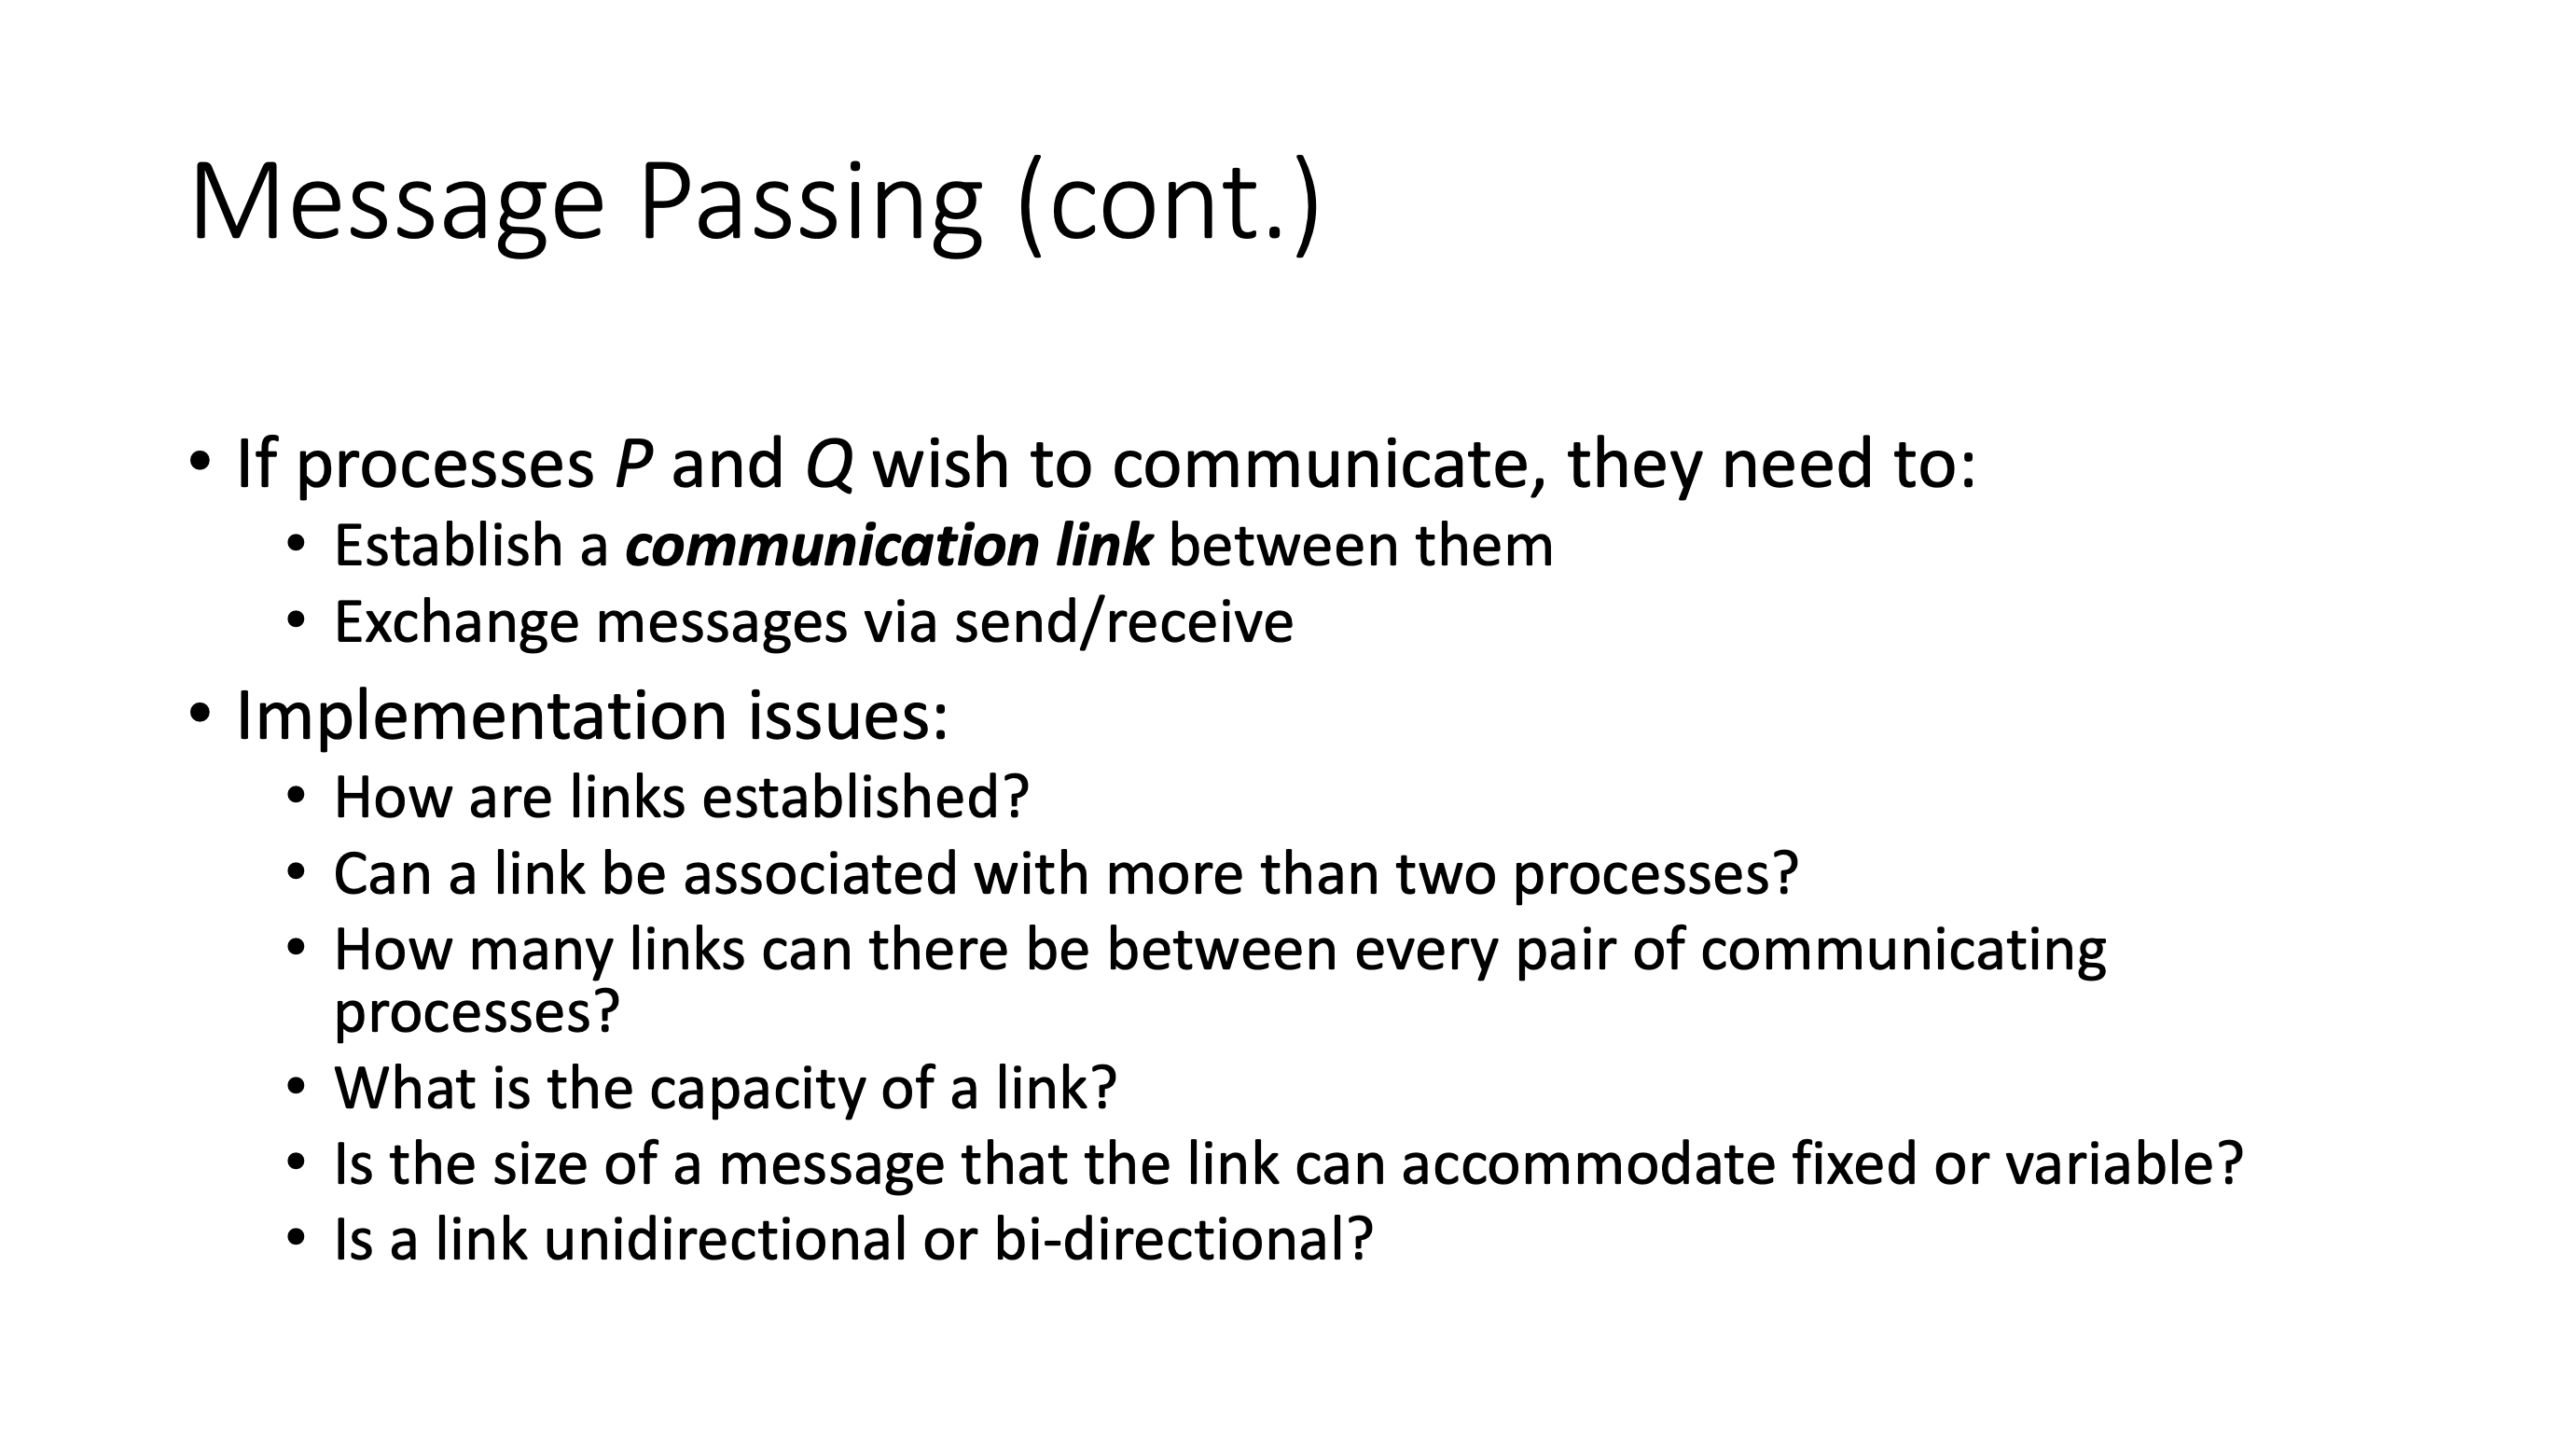 Message Passing (cont.)
• If processes P and Q wish to communicate, they need to:
• Establish a communication link between them
• Exchange messages via send/receive
• Implementation issues:
• How are links established?
• Can a link be associated with more than two processes?
• How many links can there be between every pair of communicating
processes?
• What is the capacity of a link?
• Is the size of a message that the link can accommodate fixed or variable?
• Is a link unidirectional or bi-directional?